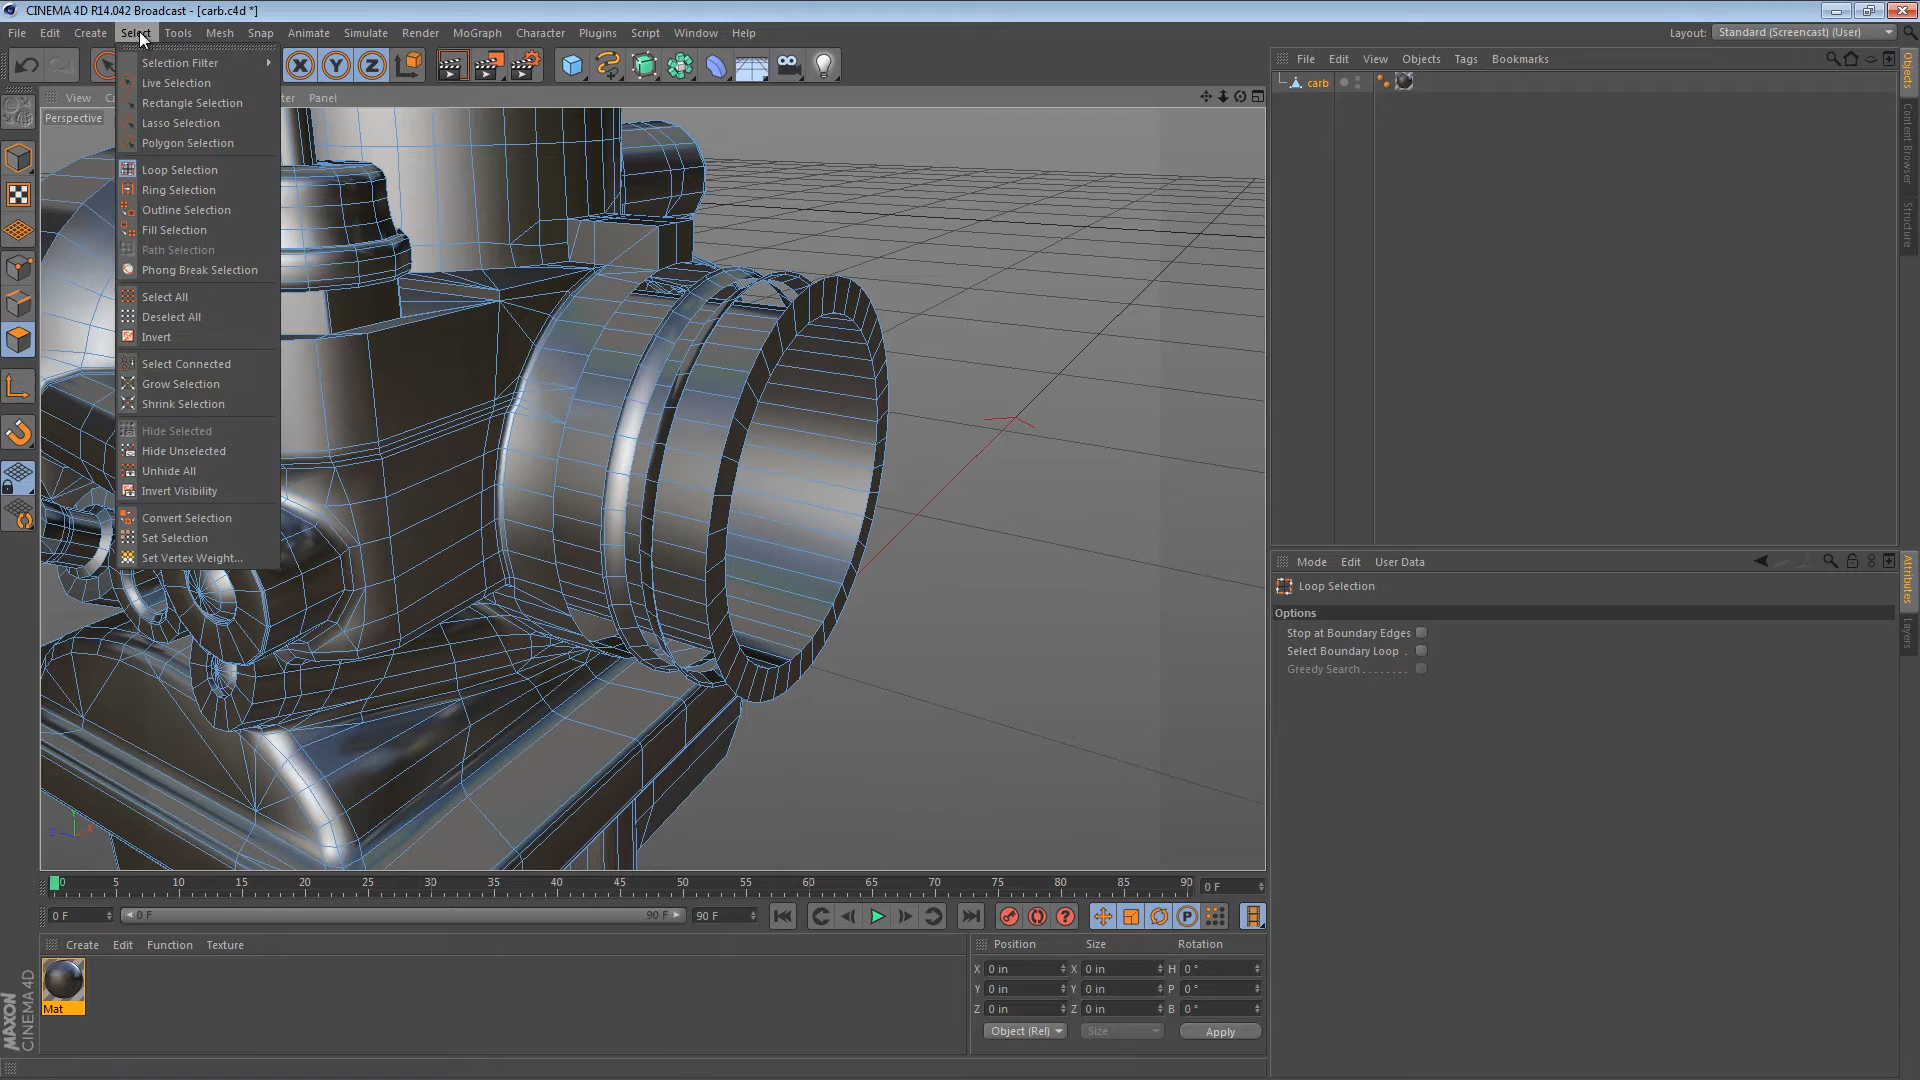 CINEMA 4D R14.042 Broadcast - [carb.c4d *]
File Edit Create Select Tools Mesh Snap Animate Simulate Render MoGraph Character Plugins Script Window Help
Layout: Standard (Screencast) (User)
View
Panel
Perspective
Selection Filter
Live Selection
Rectangle Selection
Lasso Selection
Polygon Selection
Loop Selection
Ring Selection
Outline Selection
Fill Selection
Path Selection
Phong Break Selection
Select All
Deselect All
Invert
Select Connected
Grow Selection
Shrink Selection
Hide Selected
Hide Unselected
Unhide All
Invert Visibility
Convert Selection
Set Selection
Set Vertex Weight...
File Edit View Objects Tags Bookmarks
carb
Objects
Content Browser
Structure
Mode Edit User Data
Loop Selection
Options
Stop at Boundary Edges
Select Boundary Loop .
Greedy Search . . . . . . . .
Attributes
Layers
0 5 10 15 20 25 30 35 40 45 50 55 60 65 70 75 80 85 90
0 F
0 F 0 F 90 F 90 F
Create Edit Function Texture
Mat
Position Size Rotation
X 0 in X 0 in H 0 °
Y 0 in Y 0 in P 0 °
Z 0 in Z 0 in B 0 °
Object (Rel) Size Apply
MAXON
CINEMA 4D